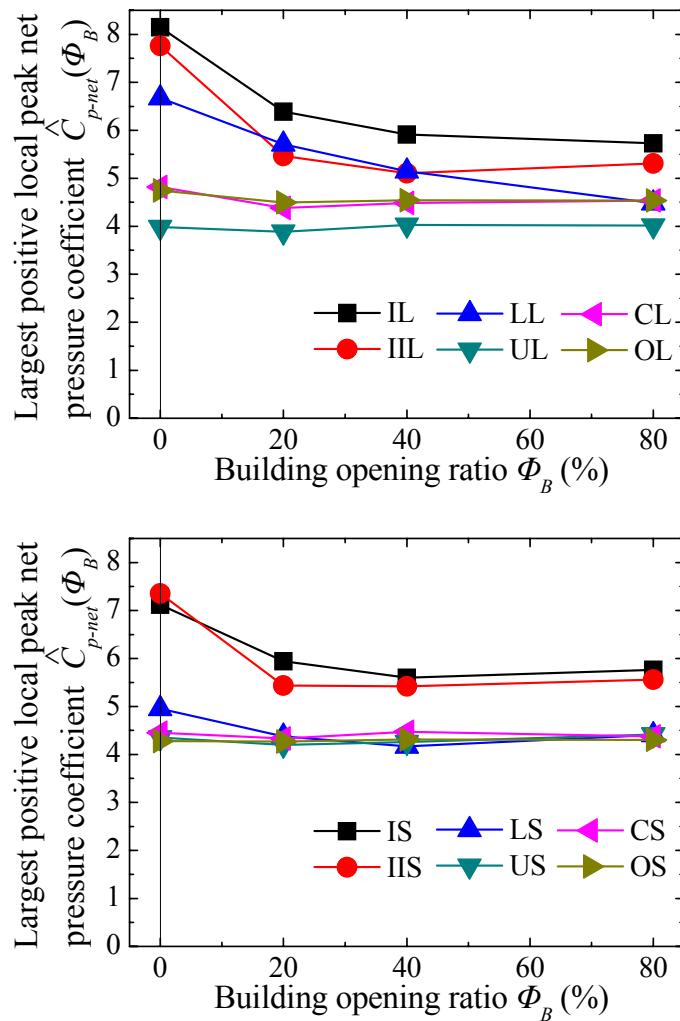 Largest positive local peak net
pressure coefficient Ĉp-net(ΦB)
8
7
6
5
4
3
2
1
0
IL LL CL
IIL UL OL
0 20 40 60 80
Building opening ratio ΦB (%)
Largest positive local peak net
pressure coefficient Ĉp-net(ΦB)
8
7
6
5
4
3
2
1
0
IS LS CS
IIS US OS
0 20 40 60 80
Building opening ratio ΦB (%)